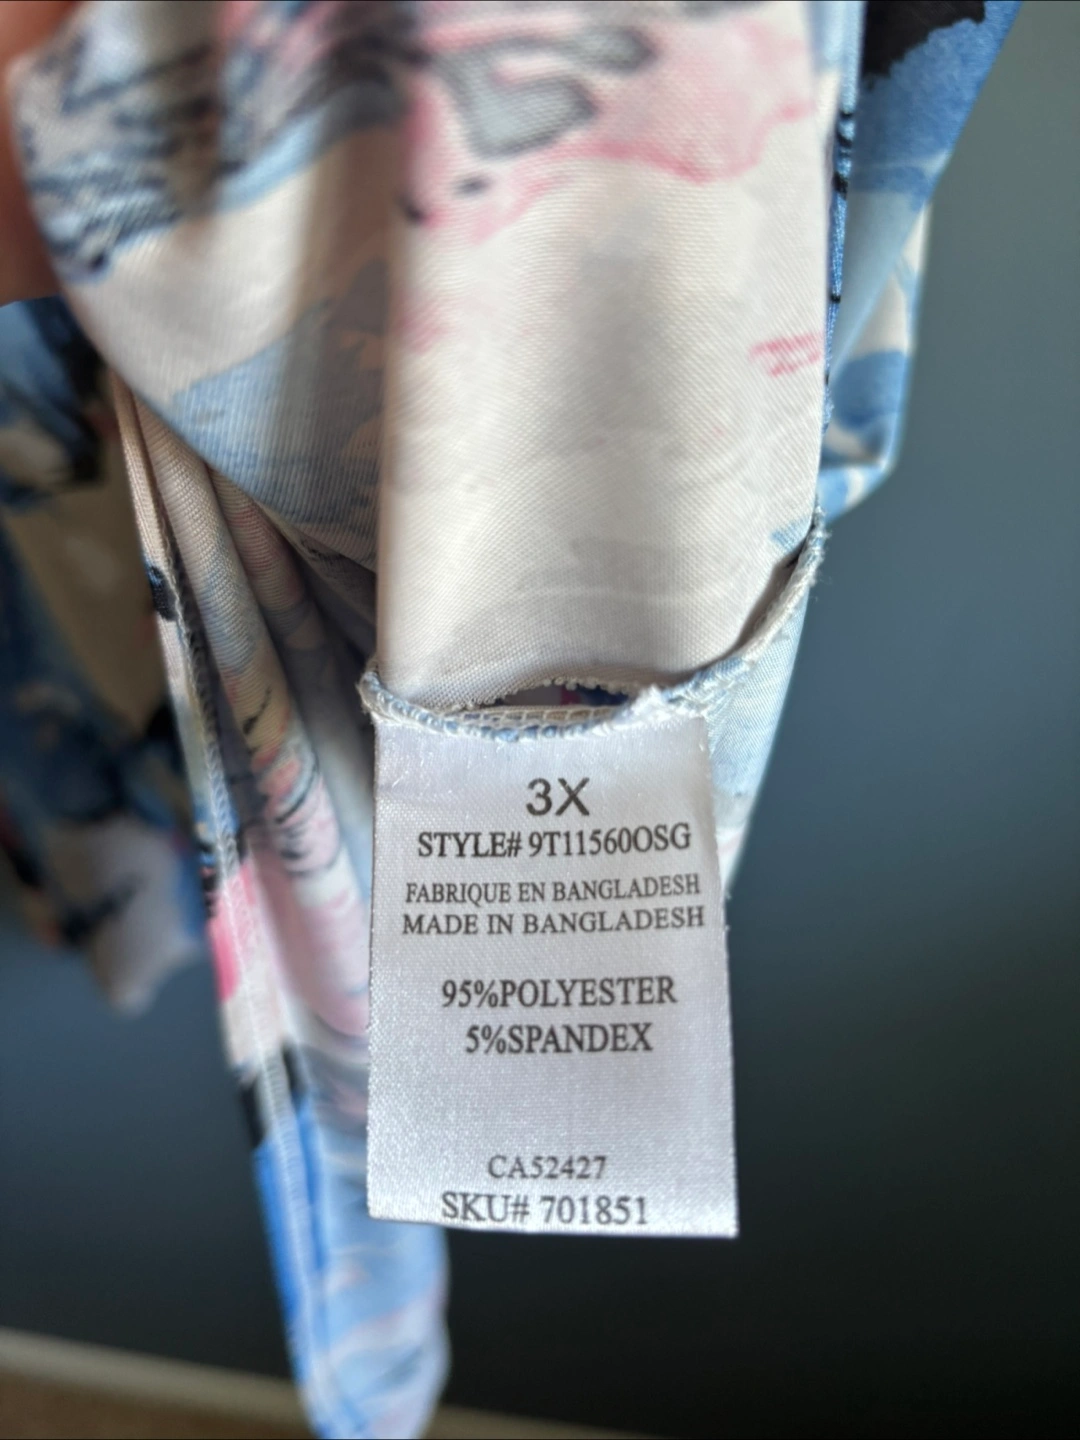 3X
STYLE# 9T11560OSG
FABRIQUE EN BANGLADESH
MADE IN BANGLADESH
95%POLYESTER
5%SPANDEX
CA52427
SKU# 701851